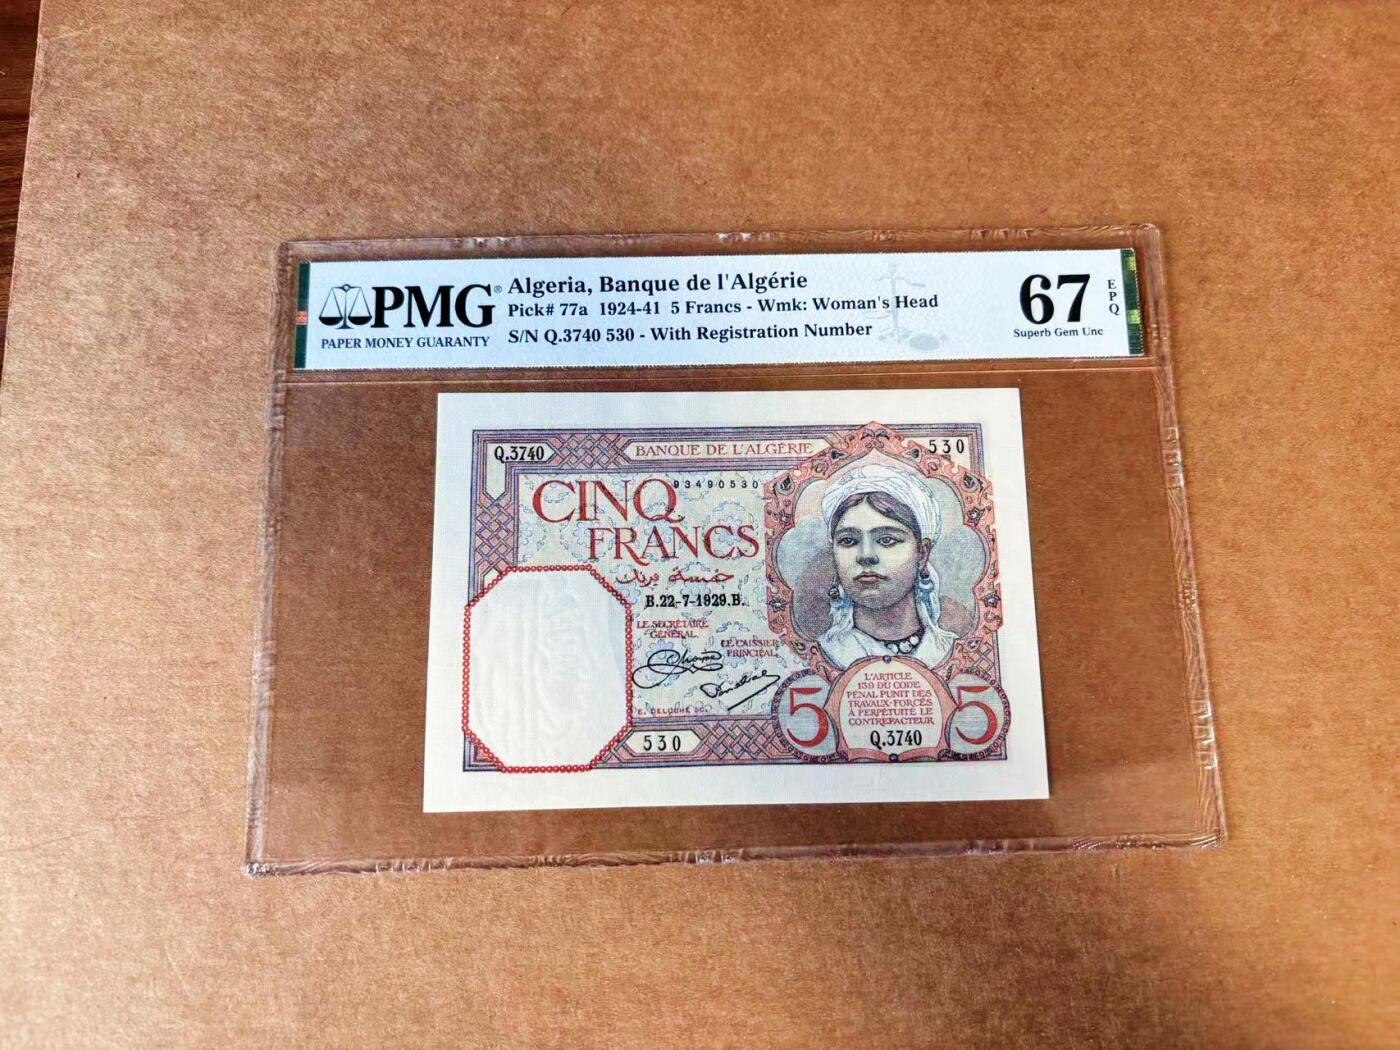 PMG®
PAPER MONEY GUARANTY
Algeria, Banque de l'Algérie
Pick# 77a 1924-41 5 Francs - Wmk: Woman's Head
S/N Q.3740 530 - With Registration Number
67
EPQ
Superb Gem Unc
Q.3740
BANQUE DE L'ALGÉRIE
530
93490530
CINQ
FRANCS
خمسة فرنك
B.22-7-1929.B.
LE SECRÉTAIRE
GÉNÉRAL.
LE CAISSIER
PRINCIPAL,
E. DELOCHE SC.
530
5
L'ARTICLE
139 DU CODE
PÉNAL PUNIT DES
TRAVAUX-FORCÉS
À PERPÉTUITÉ LE
CONTREFACTEUR
Q.3740
5